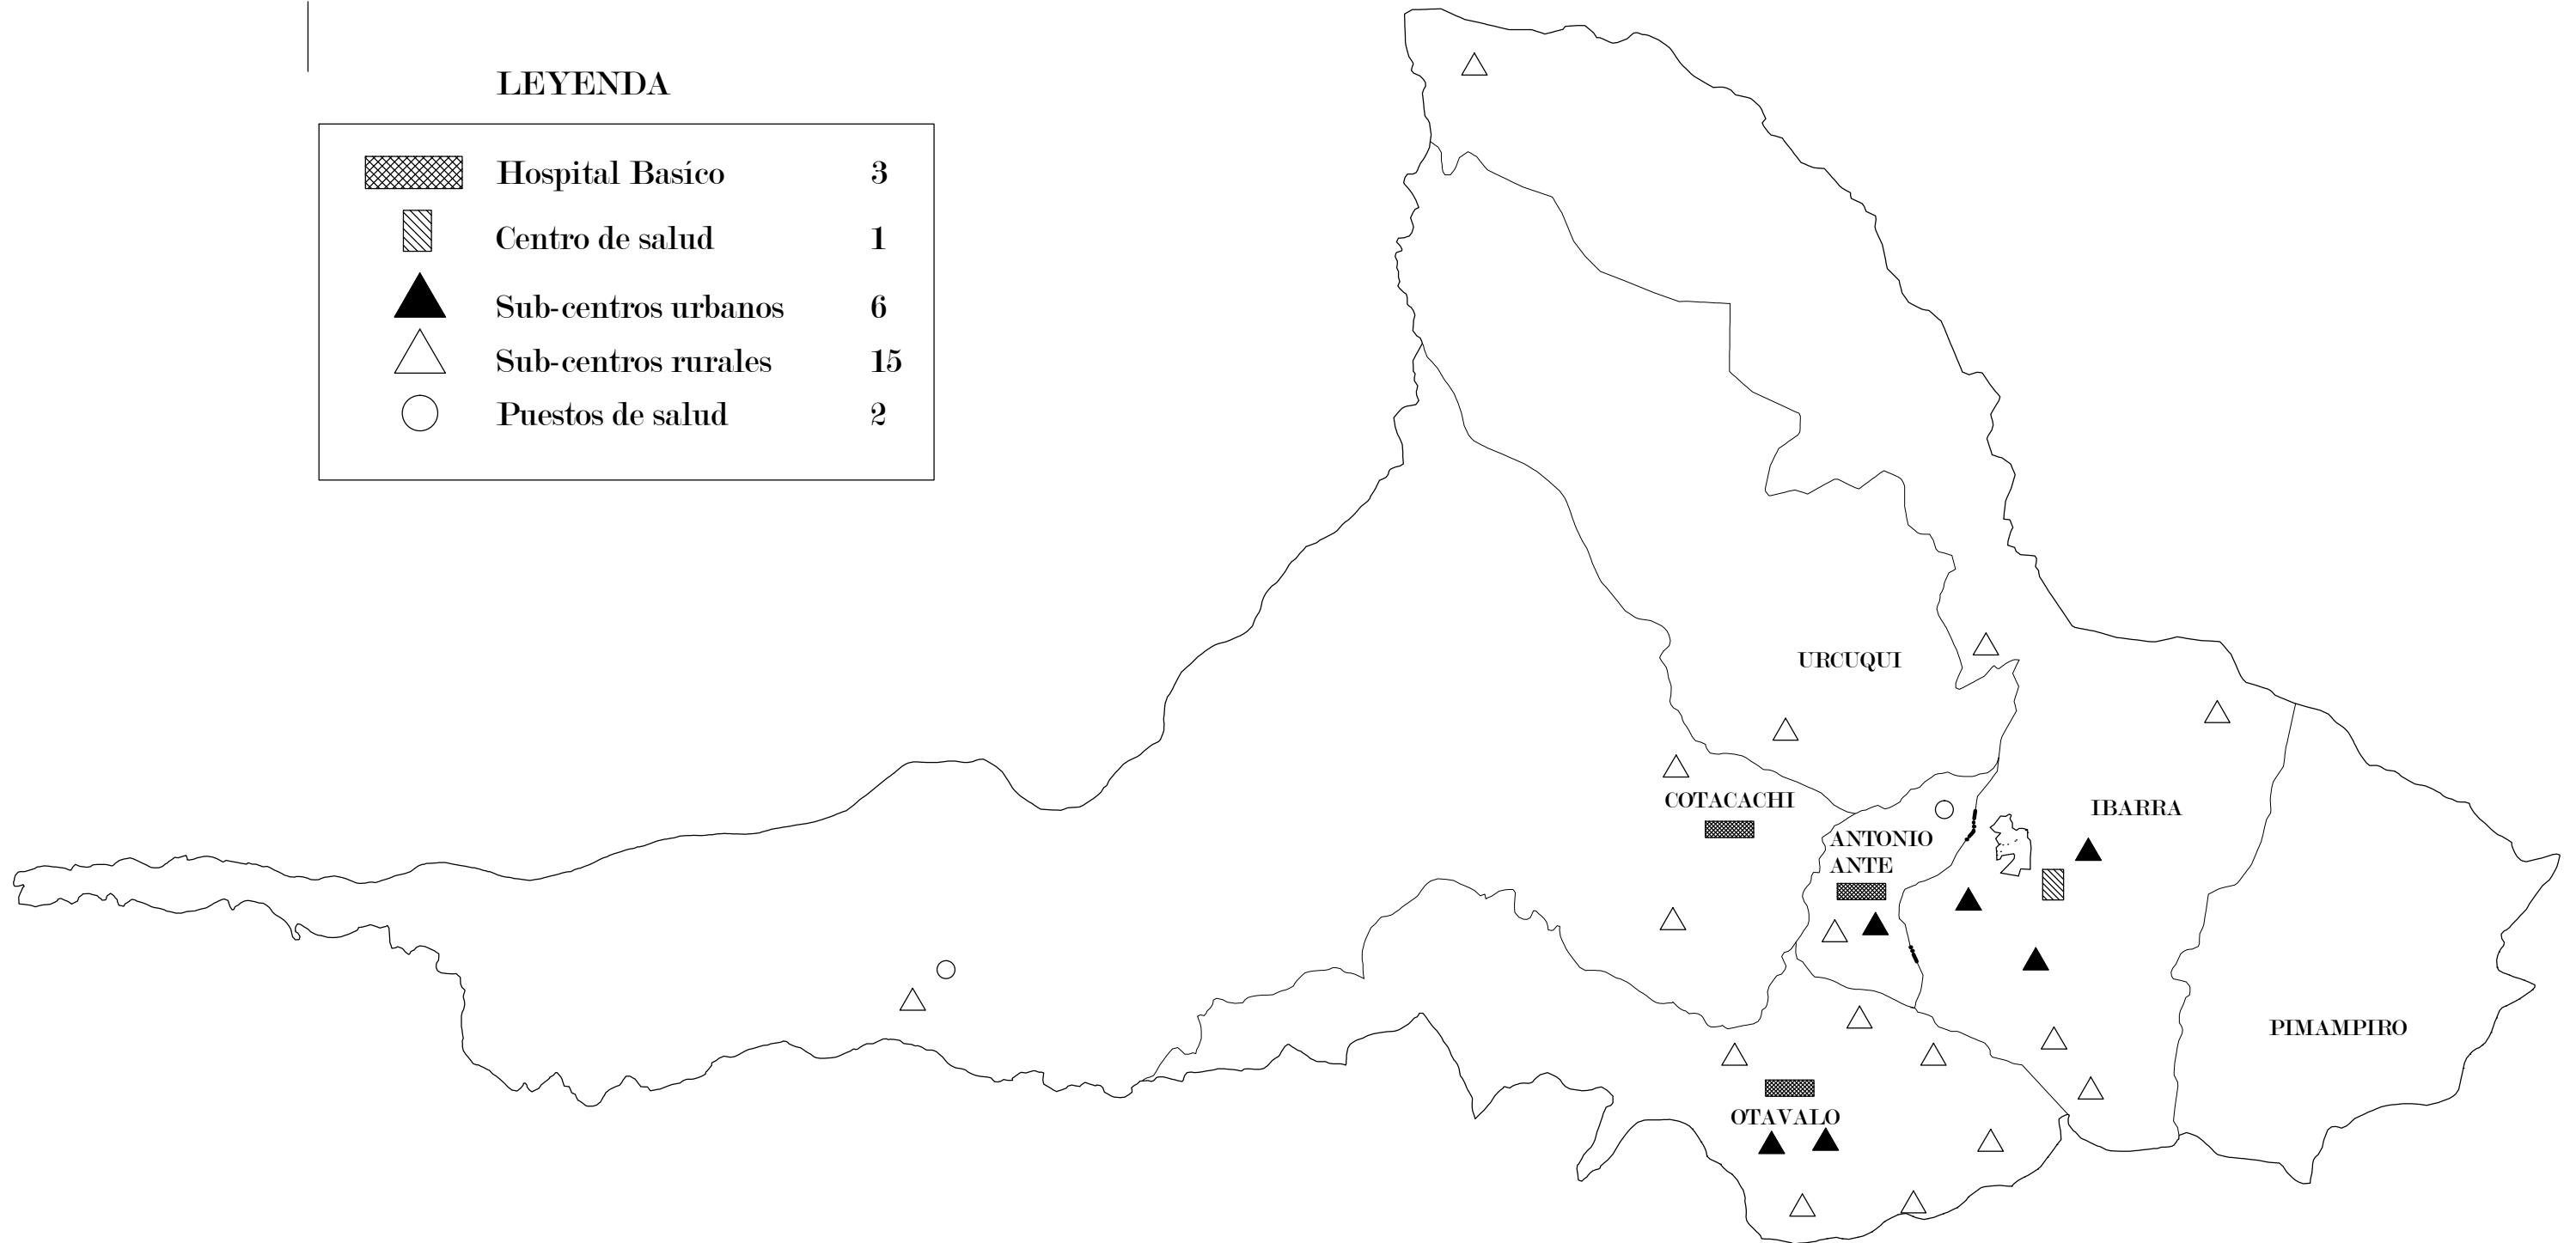 LEYENDA
Hospital Basíco 3
Centro de salud 1
Sub-centros urbanos 6
Sub-centros rurales 15
Puestos de salud 2
URCUQUI
COTACACHI
IBARRA
ANTONIO
ANTE
PIMAMPIRO
OTAVALO